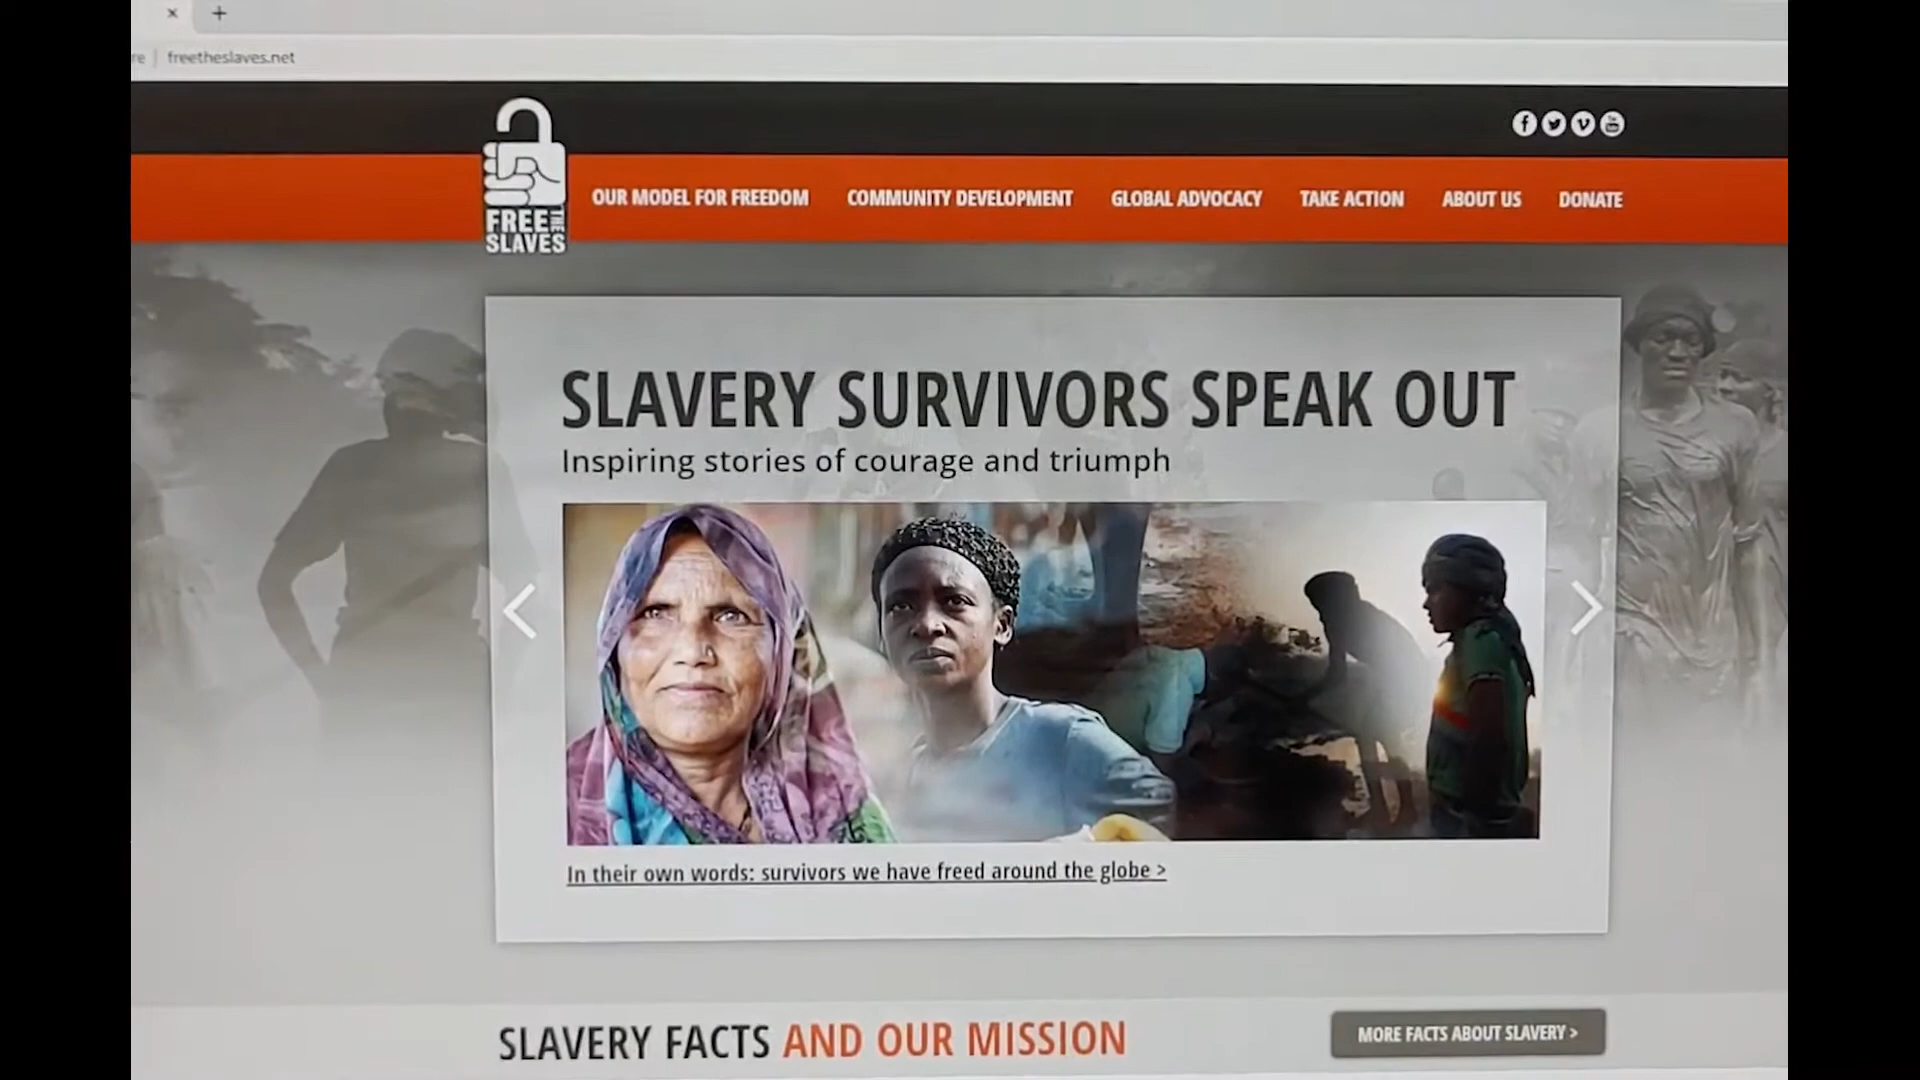 × +
re | freetheslaves.net
FREE THE
SLAVES
OUR MODEL FOR FREEDOM COMMUNITY DEVELOPMENT GLOBAL ADVOCACY TAKE ACTION ABOUT US DONATE
SLAVERY SURVIVORS SPEAK OUT
Inspiring stories of courage and triumph
In their own words: survivors we have freed around the globe >
SLAVERY FACTS AND OUR MISSION
MORE FACTS ABOUT SLAVERY >